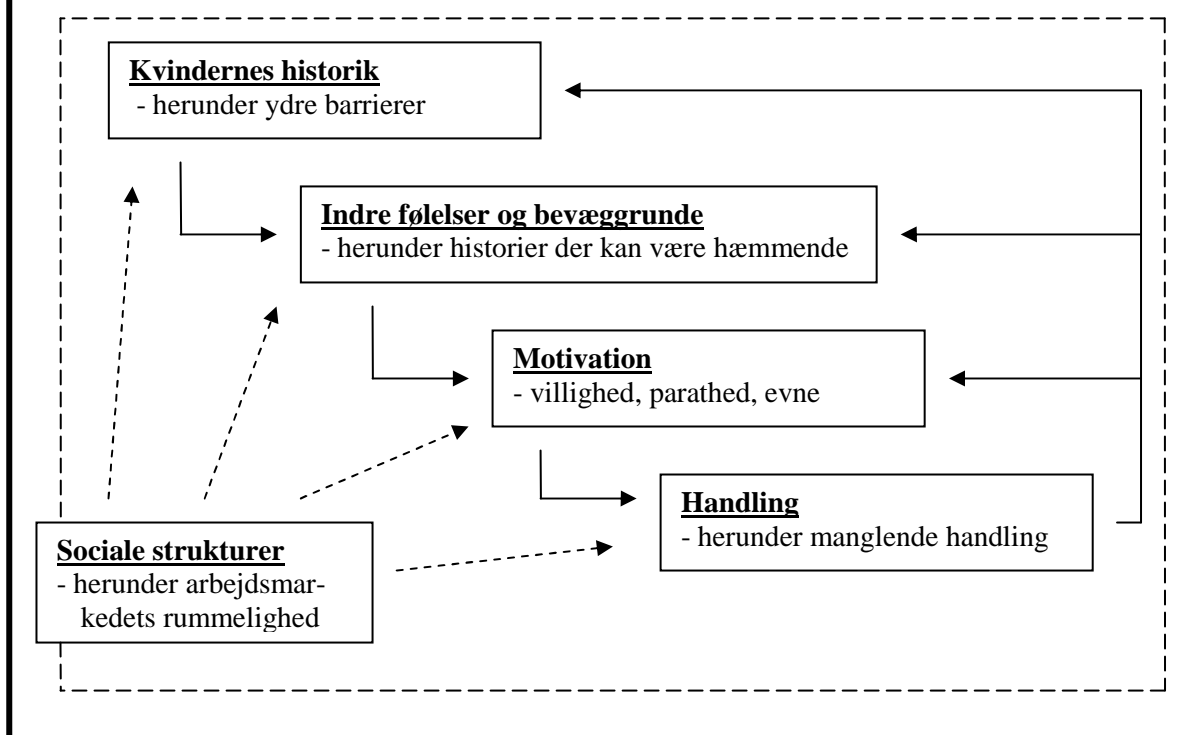 Kvindernes historik
- herunder ydre barrierer
Indre følelser og bevæggrunde
- herunder historier der kan være hæmmende
Motivation
- villighed, parathed, evne
Handling
- herunder manglende handling
Sociale strukturer
- herunder arbejdsmar-
kedets rummelighed